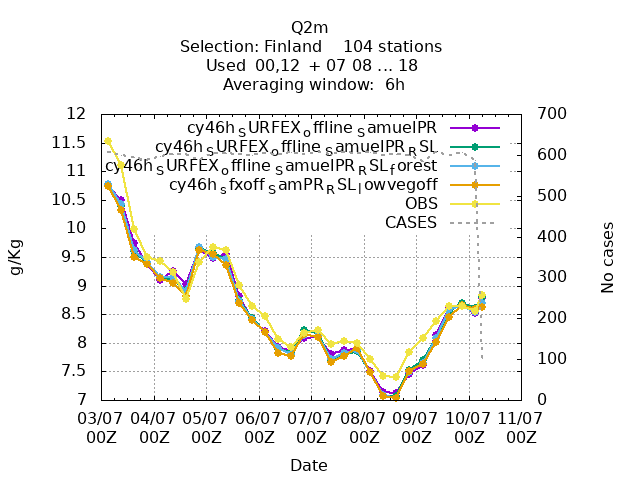 Q2m
Selection: Finland 104 stations
Used 00,12 + 07 08 ... 18
Averaging window: 6h
cy46h_sURFEX_offline_samuelPR
cy46h_sURFEX_offline_samuelPR_RSL
cy46h_sURFEX_offline_samuelPR_RSL_forest
cy46h_sfxoff_samPR_RSL_lowvegoff
OBS
CASES
12
11.5
11
10.5
10
9.5
9
8.5
8
7.5
7
g/Kg
700
600
500
400
300
200
100
0
No cases
03/07 04/07 05/07 06/07 07/07 08/07 09/07 10/07 11/07
00Z 00Z 00Z 00Z 00Z 00Z 00Z 00Z 00Z
Date